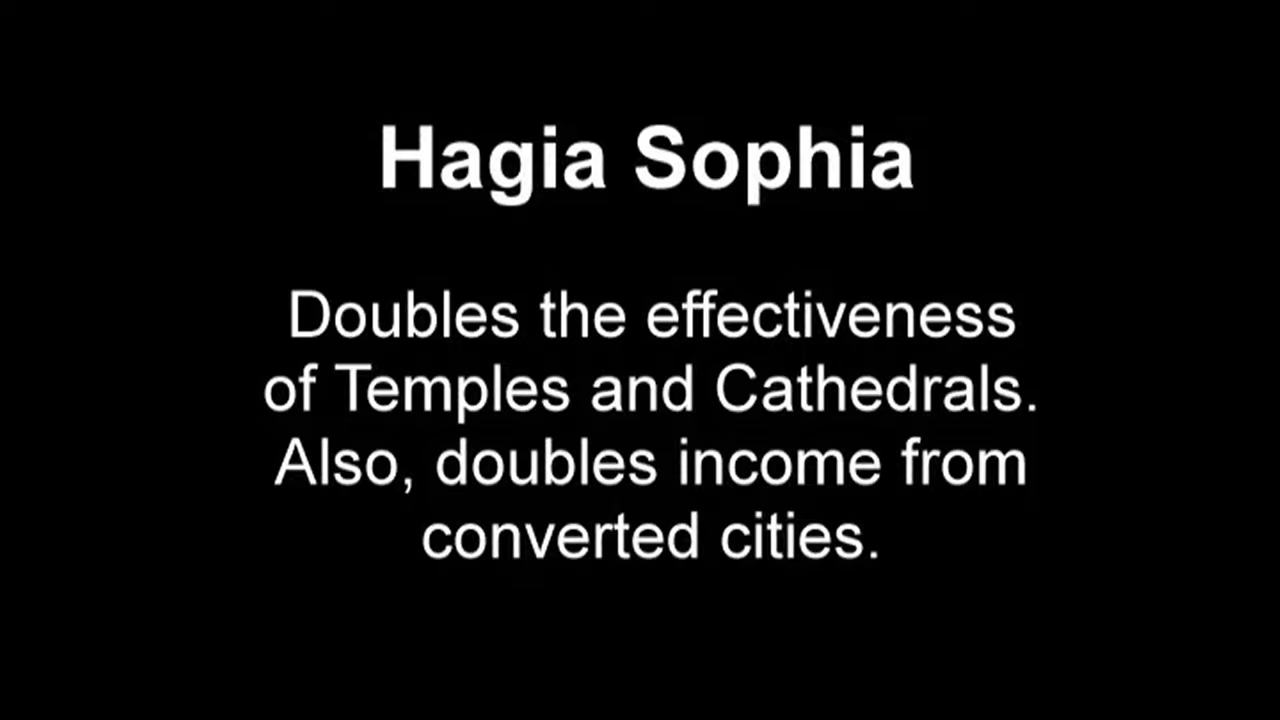 Hagia Sophia
Doubles the effectiveness
of Temples and Cathedrals.
Also, doubles income from
converted cities.